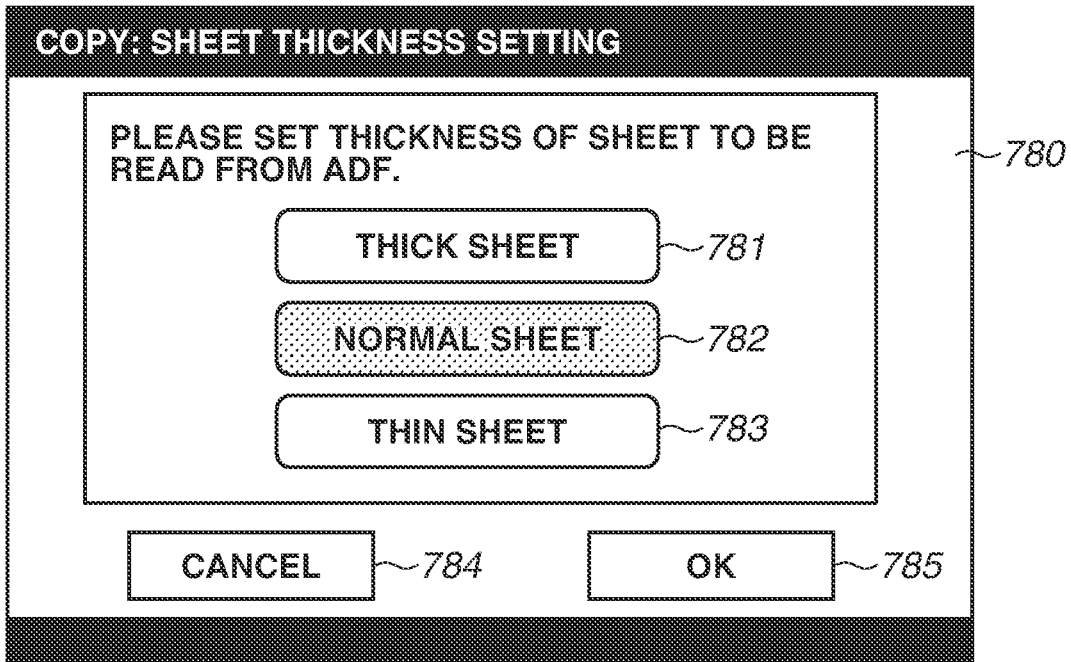 COPY: SHEET THICKNESS SETTING
PLEASE SET THICKNESS OF SHEET TO BE
READ FROM ADF.
780
THICK SHEET 781
NORMAL SHEET 782
THIN SHEET 783
CANCEL 784 OK 785